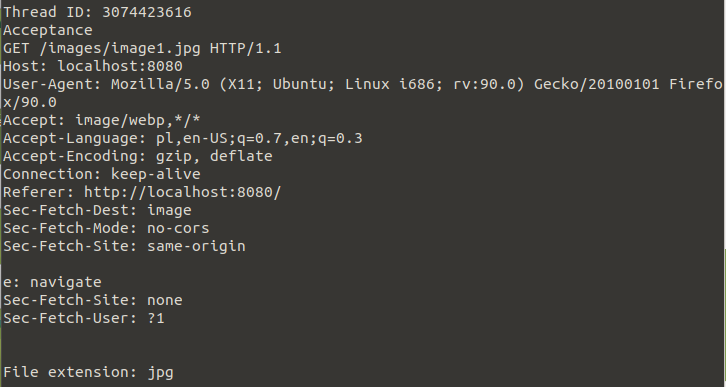 Thread ID: 3074423616
Acceptance
GET /images/image1.jpg HTTP/1.1
Host: localhost:8080
User-Agent: Mozilla/5.0 (X11; Ubuntu; Linux i686; rv:90.0) Gecko/20100101 Firefo
x/90.0
Accept: image/webp,*/*
Accept-Language: pl,en-US;q=0.7,en;q=0.3
Accept-Encoding: gzip, deflate
Connection: keep-alive
Referer: http://localhost:8080/
Sec-Fetch-Dest: image
Sec-Fetch-Mode: no-cors
Sec-Fetch-Site: same-origin
e: navigate
Sec-Fetch-Site: none
Sec-Fetch-User: ?1
File extension: jpg